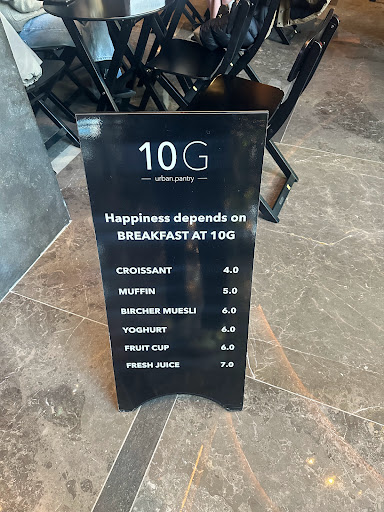 10 G
urban.pantry
Happiness depends on
BREAKFAST AT 10G
CROISSANT 4.0
MUFFIN 5.0
BIRCHER MUESLI 6.0
YOGHURT 6.0
FRUIT CUP 6.0
FRESH JUICE 7.0